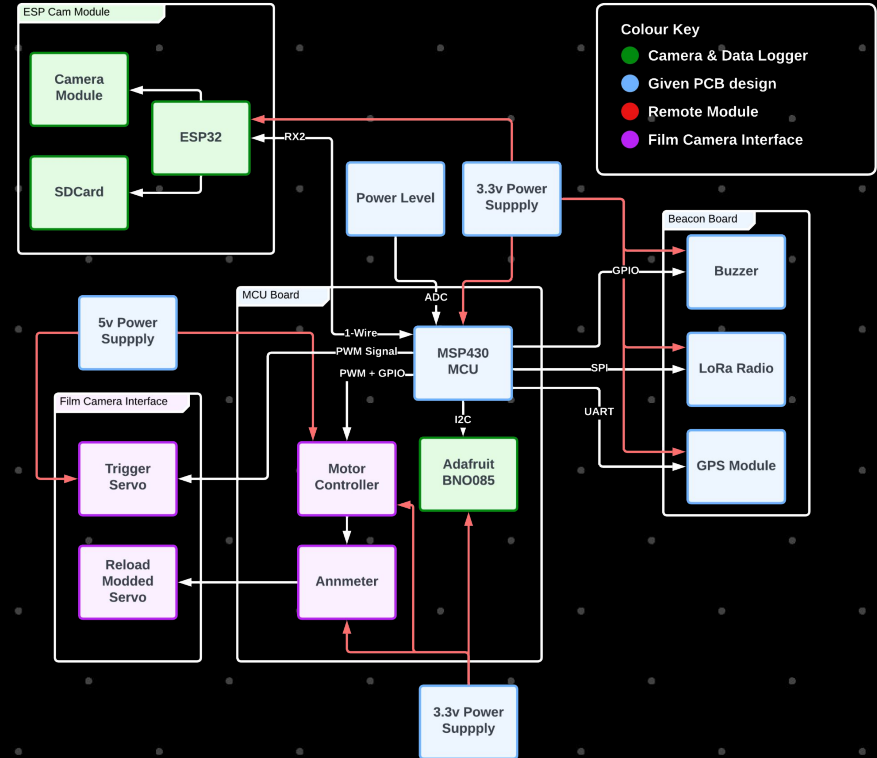 ESP Cam Module
Camera
Module
ESP32
SDCard
RX2
Colour Key
Camera & Data Logger
Given PCB design
Remote Module
Film Camera Interface
Power Level
3.3v Power
Suppply
Beacon Board
Buzzer
GPIO
LoRa Radio
SPI
UART
GPS Module
MCU Board
ADC
5v Power
Suppply
1-Wire
PWM Signal
PWM + GPIO
MSP430
MCU
I2C
Film Camera Interface
Trigger
Servo
Motor
Controller
Adafruit
BNO085
Reload
Modded
Servo
Annmeter
3.3v Power
Suppply